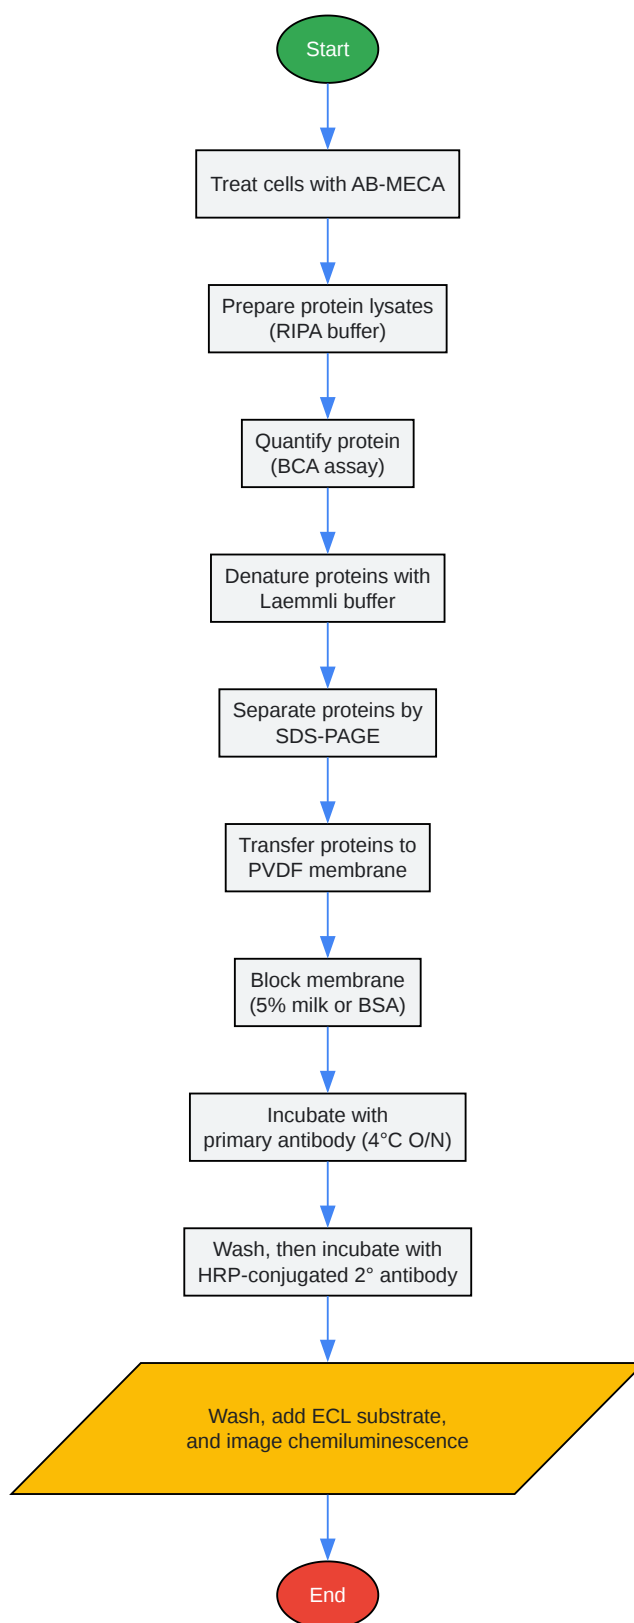 Start
Treat cells with AB-MECA
Prepare protein lysates
(RIPA buffer)
Quantify protein
(BCA assay)
Denature proteins with
Laemmli buffer
Separate proteins by
SDS-PAGE
Transfer proteins to
PVDF membrane
Block membrane
(5% milk or BSA)
Incubate with
primary antibody (4°C O/N)
Wash, then incubate with
HRP-conjugated 2° antibody
Wash, add ECL substrate,
and image chemiluminescence
End